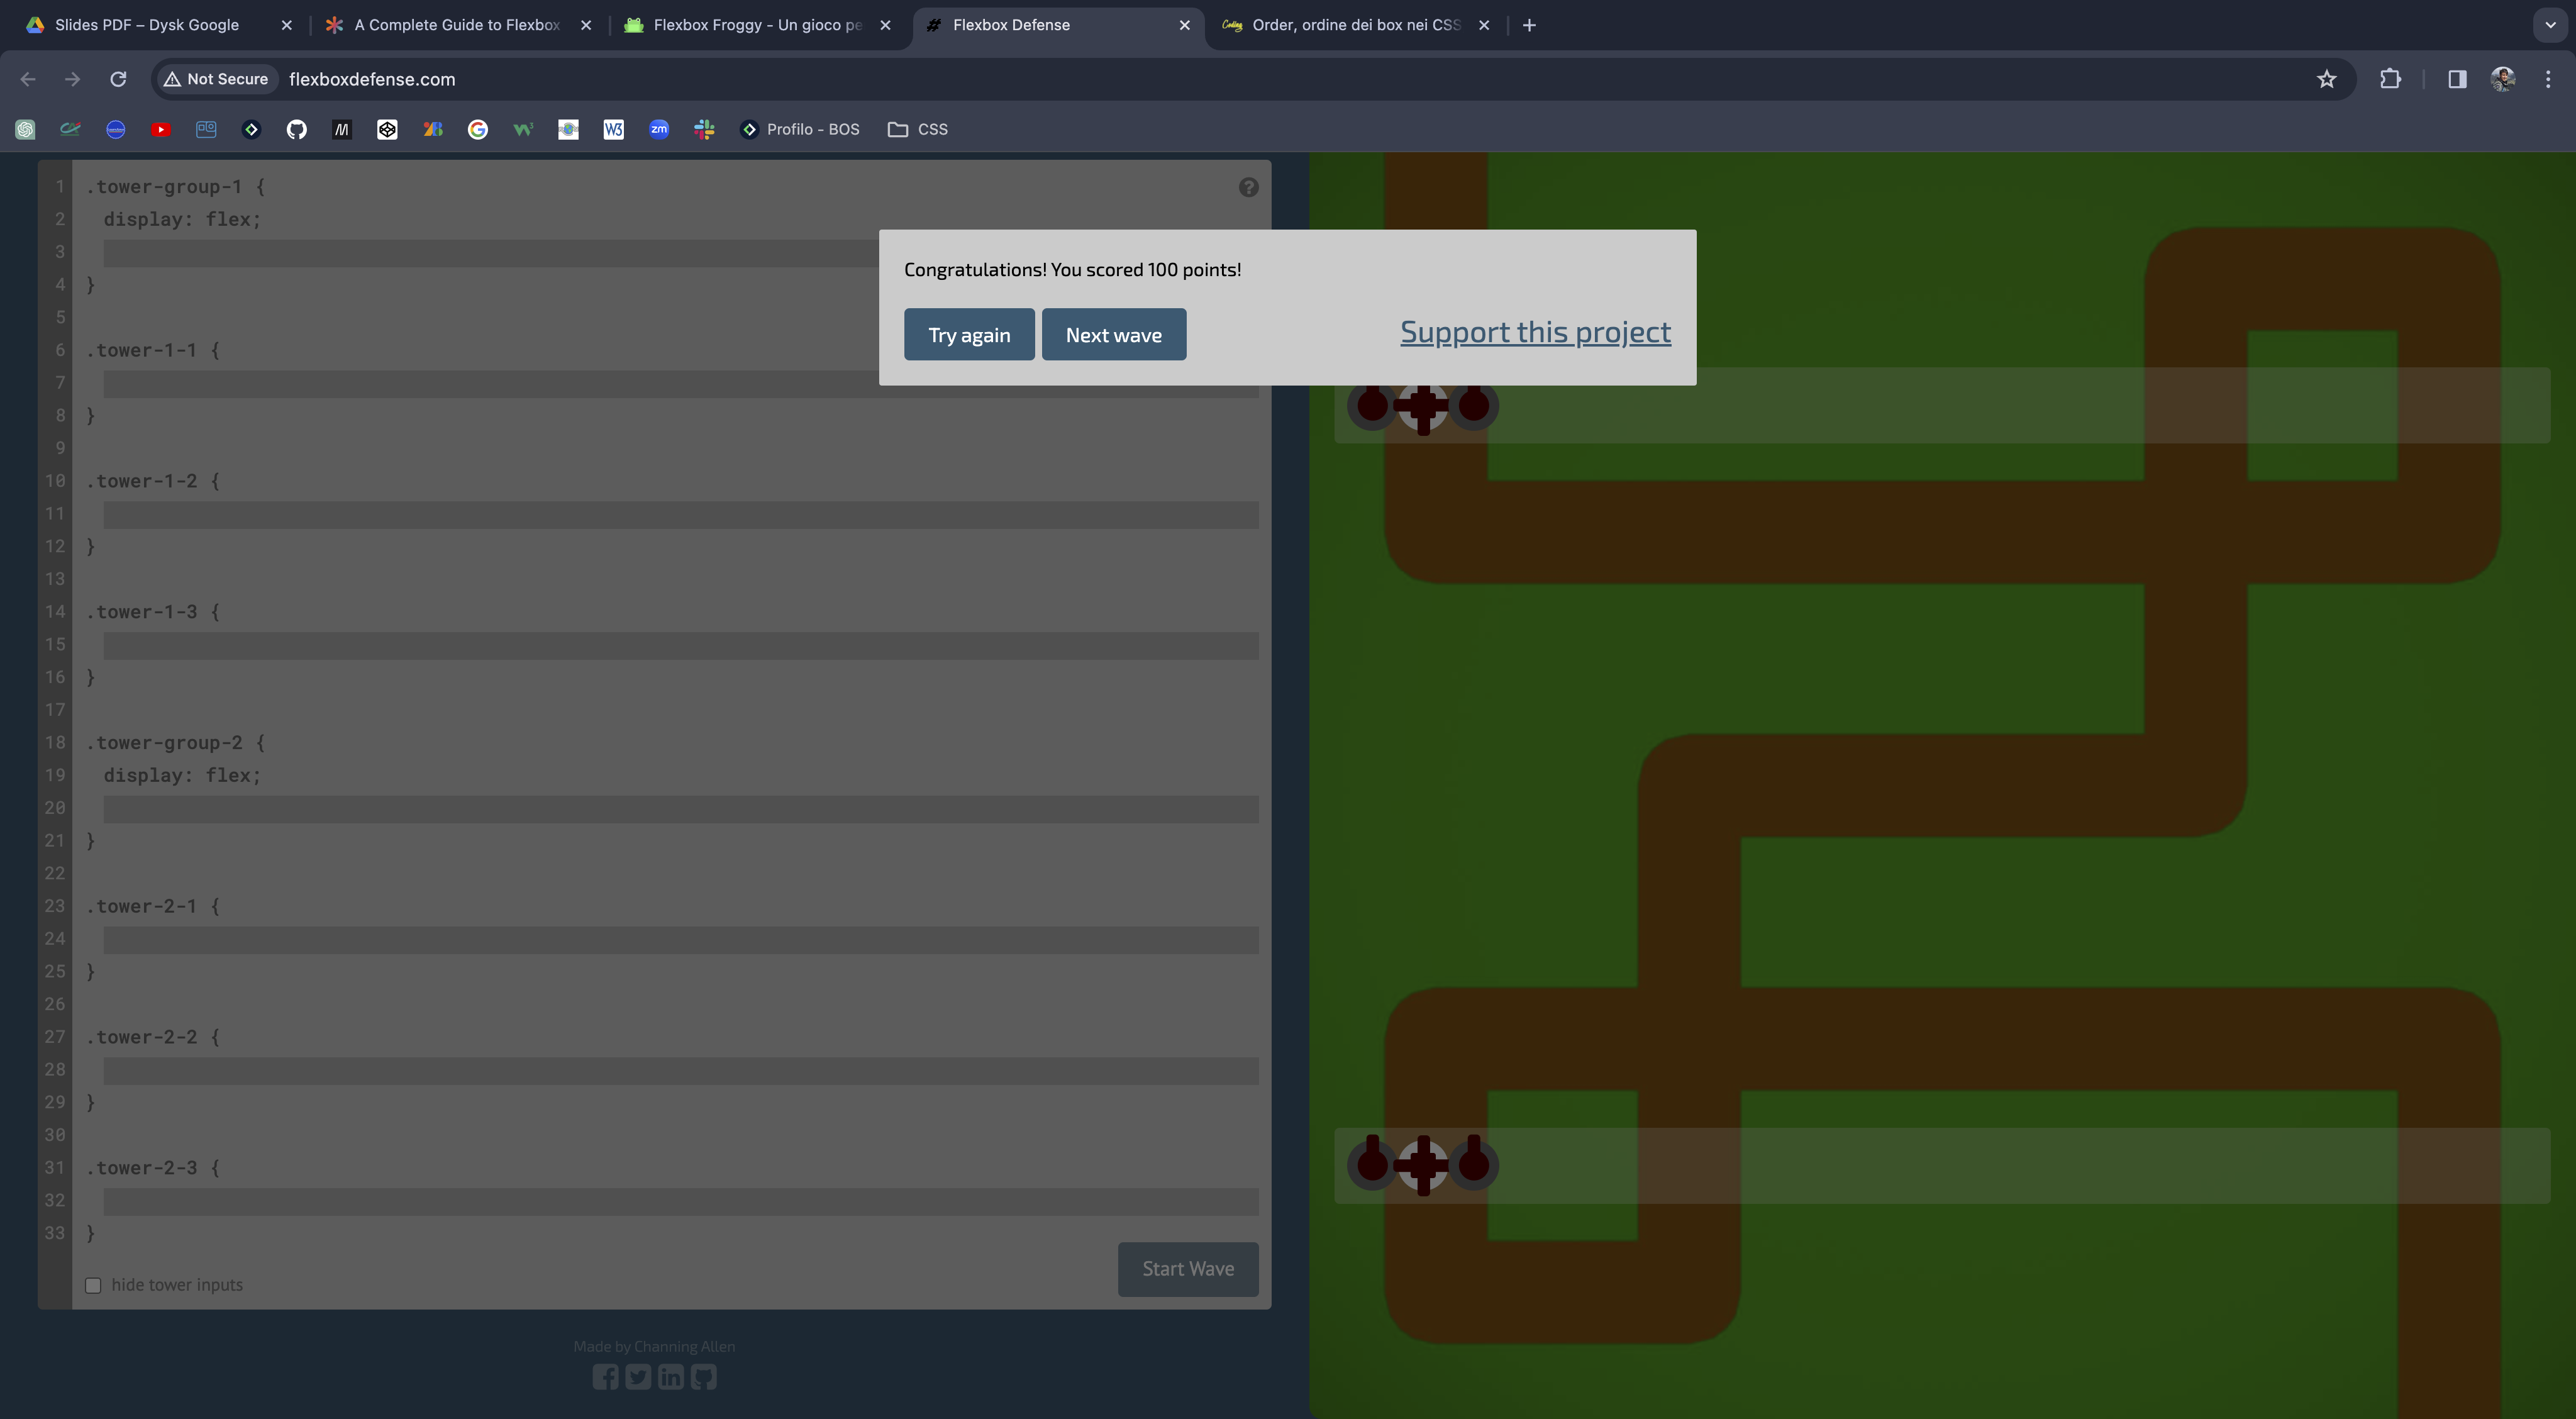 Slides PDF – Dysk Google
A Complete Guide to Flexbox
Flexbox Froggy - Un gioco pe
Flexbox Defense
Order, ordine dei box nei CSS
Not Secure
flexboxdefense.com
Profilo - BOS
CSS
1 .tower-group-1 {
2 display: flex;
3
4 }
5
6 .tower-1-1 {
7
8 }
9
10 .tower-1-2 {
11
12 }
13
14 .tower-1-3 {
15
16 }
17
18 .tower-group-2 {
19 display: flex;
20
21 }
22
23 .tower-2-1 {
24
25 }
26
27 .tower-2-2 {
28
29 }
30
31 .tower-2-3 {
32
33 }
hide tower inputs
Start Wave
Made by Channing Allen
Congratulations! You scored 100 points!
Try again
Next wave
Support this project